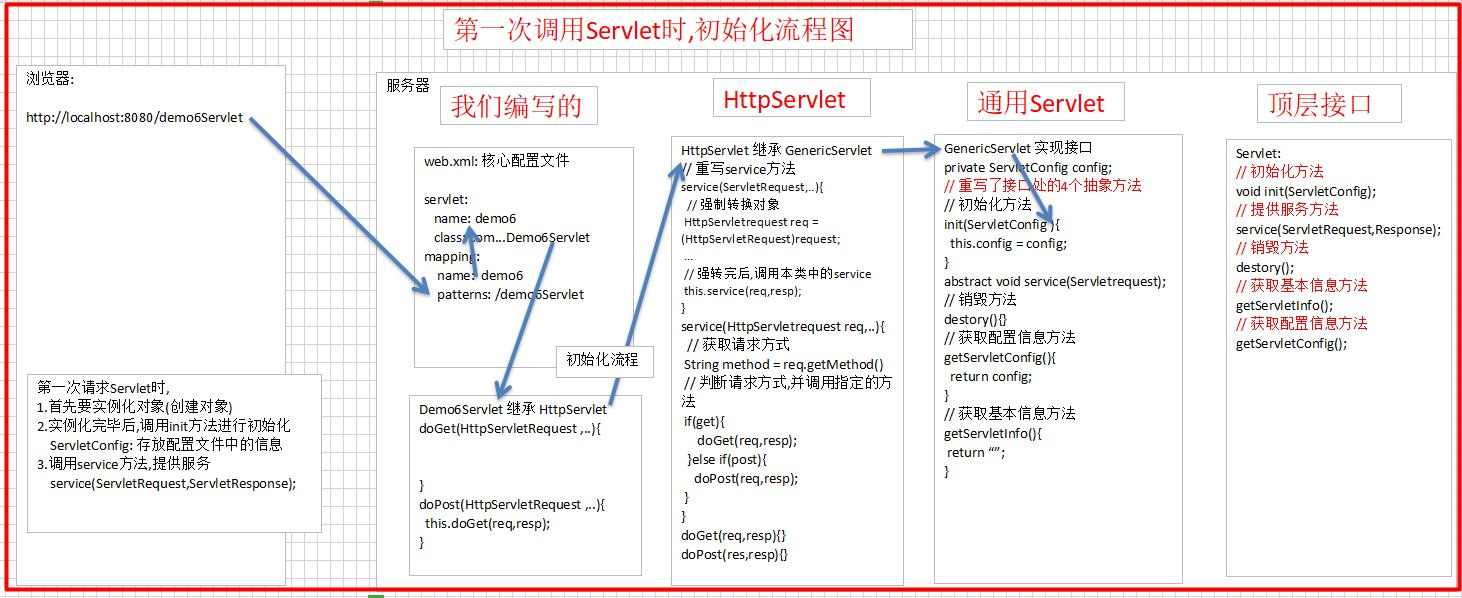 第一次调用Servlet时,初始化流程图
浏览器:
http://localhost:8080/demo6Servlet
第一次请求Servlet时,
1.首先要实例化对象(创建对象)
2.实例化完毕后,调用init方法进行初始化
ServletConfig: 存放配置文件中的信息
3.调用service方法,提供服务
service(ServletRequest,ServletResponse);
服务器
我们编写的
web.xml: 核心配置文件
servlet:
name: demo6
class:com...Demo6Servlet
mapping:
name: demo6
patterns: /demo6Servlet
初始化流程
Demo6Servlet 继承 HttpServlet
doGet(HttpServletRequest ,..){
}
doPost(HttpServletRequest ,..){
this.doGet(req,resp);
}
HttpServlet
HttpServlet 继承 GenericServlet
// 重写service方法
service(ServletRequest,..){
// 强制转换对象
HttpServletrequest req =
(HttpServletRequest)request;
...
// 强转完后,调用本类中的service
this.service(req,resp);
}
service(HttpServletrequest req,..){
// 获取请求方式
String method = req.getMethod()
// 判断请求方式,并调用指定的方
法
if(get){
doGet(req,resp);
}else if(post){
doPost(req,resp);
}
}
doGet(req,resp){}
doPost(res,resp){}
通用Servlet
GenericServlet 实现接口
private ServletConfig config;
// 重写了接口处的4个抽象方法
// 初始化方法
init(ServletConfig ){
this.config = config;
}
abstract void service(Servletrequest);
// 销毁方法
destory(){}
// 获取配置信息方法
getServletConfig(){
return config;
}
// 获取基本信息方法
getServletInfo(){
return “”;
}
顶层接口
Servlet:
// 初始化方法
void init(ServletConfig);
// 提供服务方法
service(ServletRequest,Response);
// 销毁方法
destory();
// 获取基本信息方法
getServletInfo();
// 获取配置信息方法
getServletConfig();